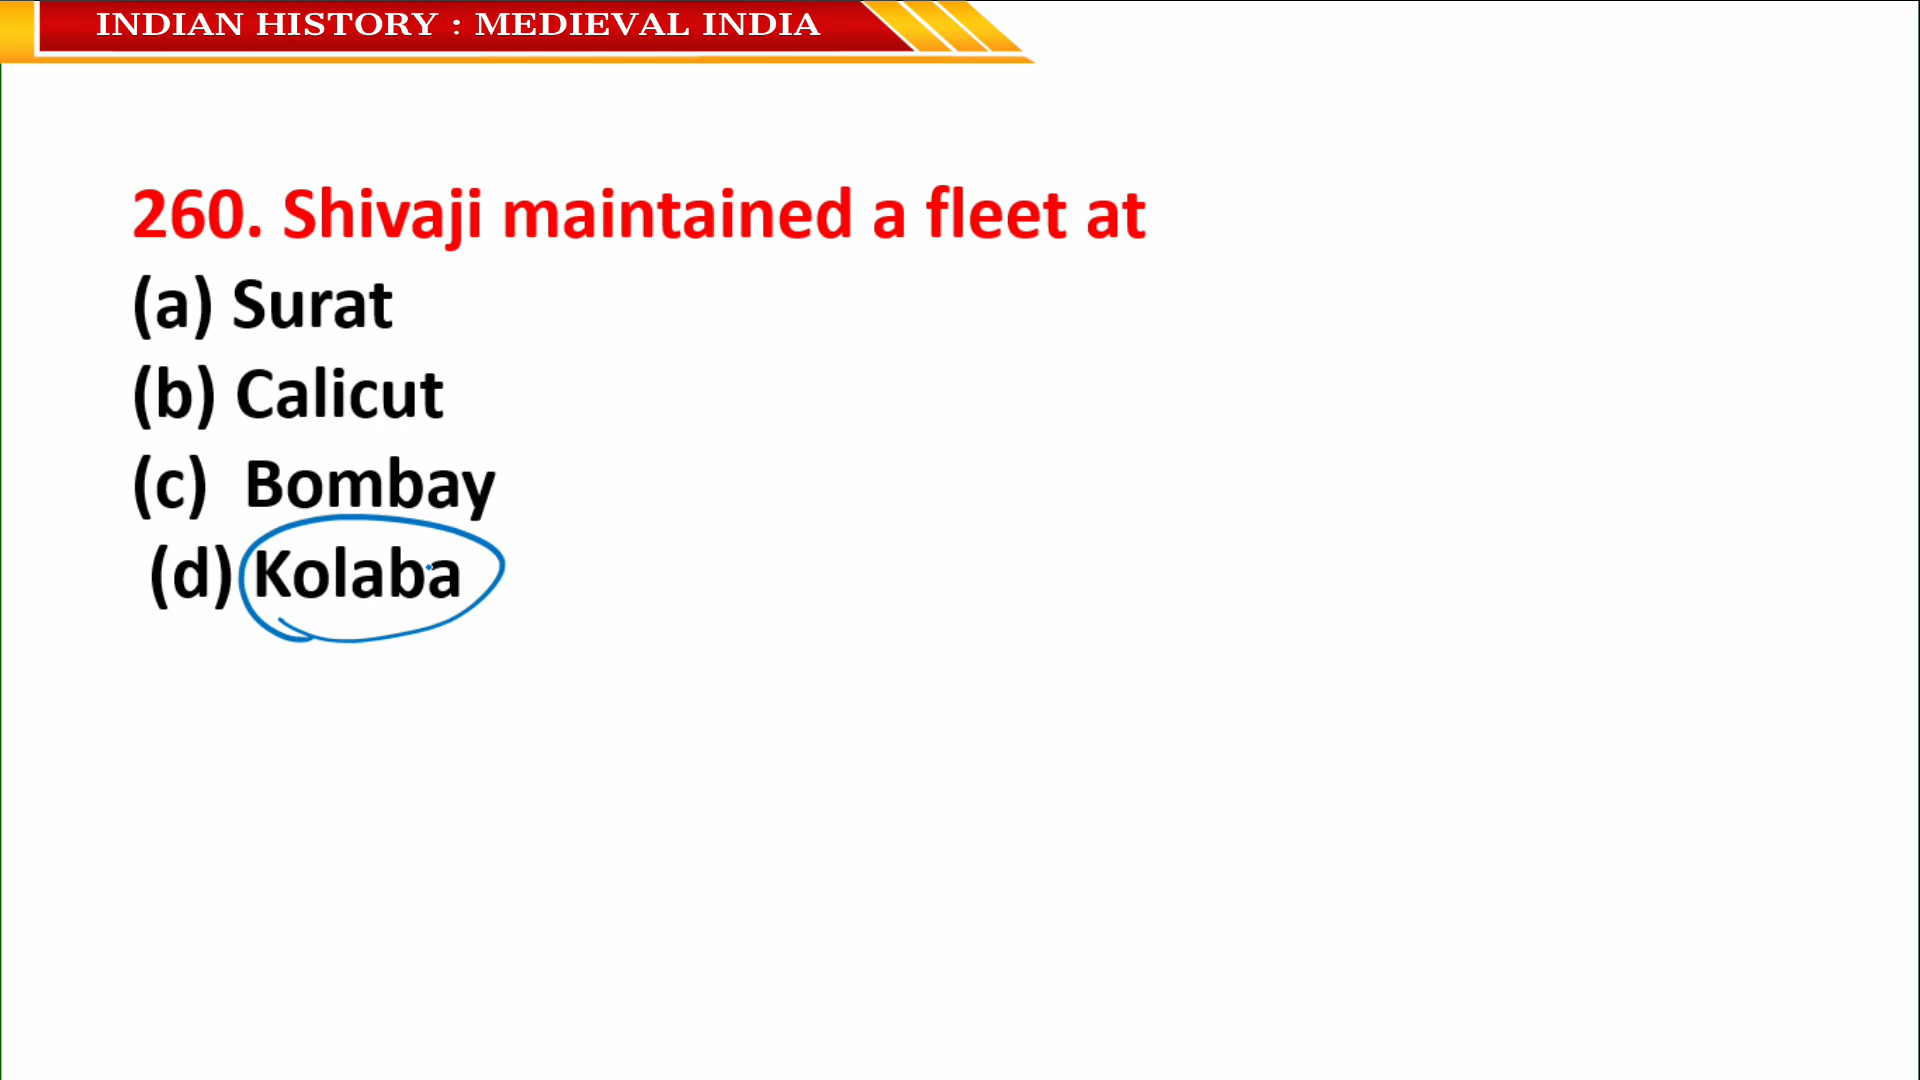 INDIAN HISTORY : MEDIEVAL INDIA
260. Shivaji maintained a fleet at
(a) Surat
(b) Calicut
(c) Bombay
(d) Kolaba